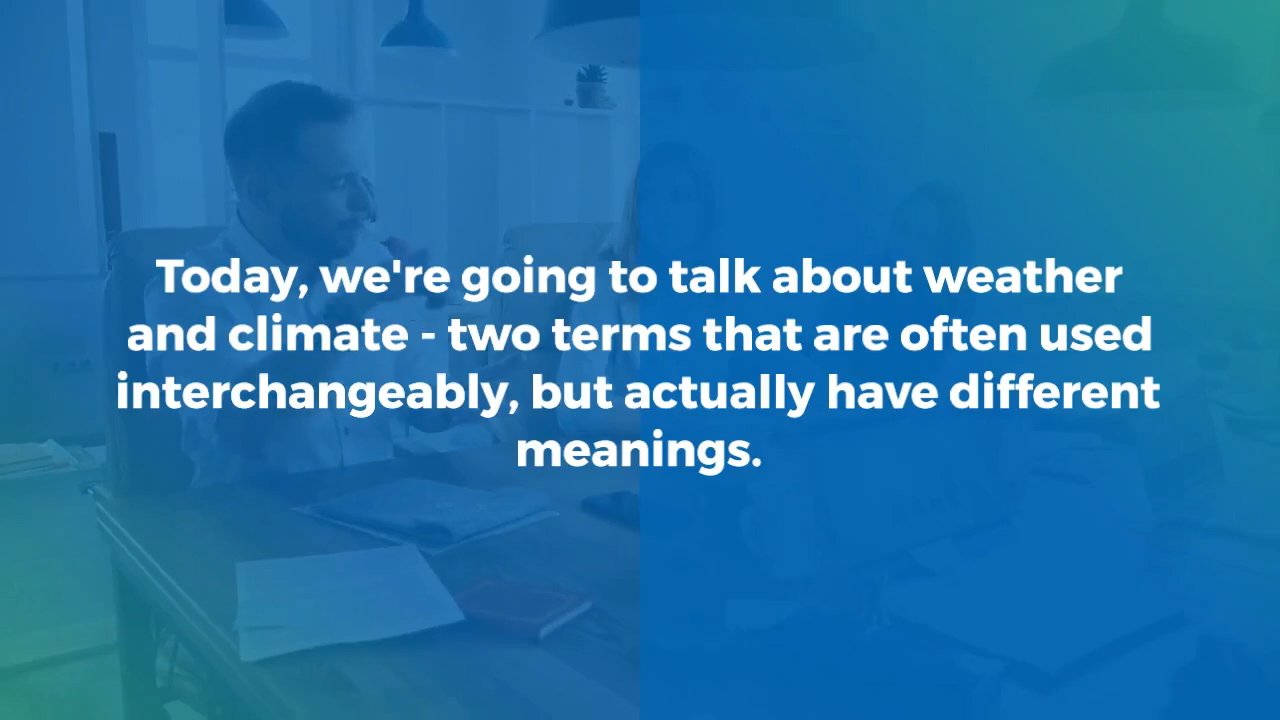 Today, we're going to talk about weather
and climate - two terms that are often used
interchangeably, but actually have different
meanings.